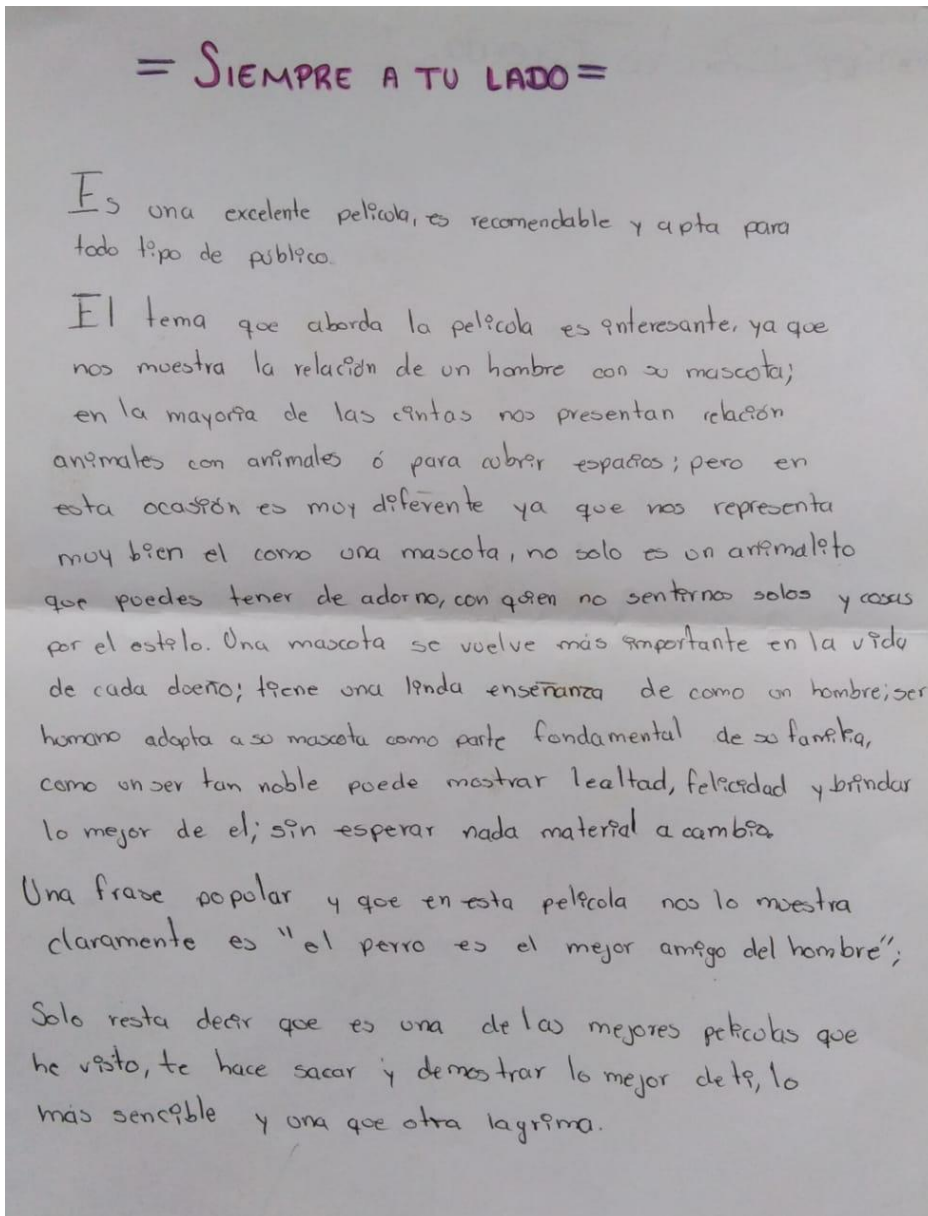 = SIEMPRE A TU LADO =
Es una excelente película, es recomendable y apta para
todo tipo de público.
El tema que aborda la película es interesante, ya que
nos muestra la relación de un hombre con su mascota;
en la mayoría de las cintas nos presentan relación
animales con animales ó para cubrir espacios; pero en
esta ocasión es muy diferente ya que nos representa
muy bien el como una mascota, no solo es un animalito
que puedes tener de adorno, con quien no sentirnos solos y cosas
por el estilo. Una mascota se vuelve más importante en la vida
de cada dueño; tiene una linda enseñanza de como un hombre; ser
humano adopta a su mascota como parte fundamental de su familia,
como un ser tan noble puede mostrar lealtad, felicidad y brindar
lo mejor de el; sin esperar nada material a cambio.
Una frase popular y que en esta película nos lo muestra
claramente es "el perro es el mejor amigo del hombre";
Solo resta decir que es una de las mejores películas que
he visto, te hace sacar y demostrar lo mejor de ti, lo
más sencible y una que otra lagrima.